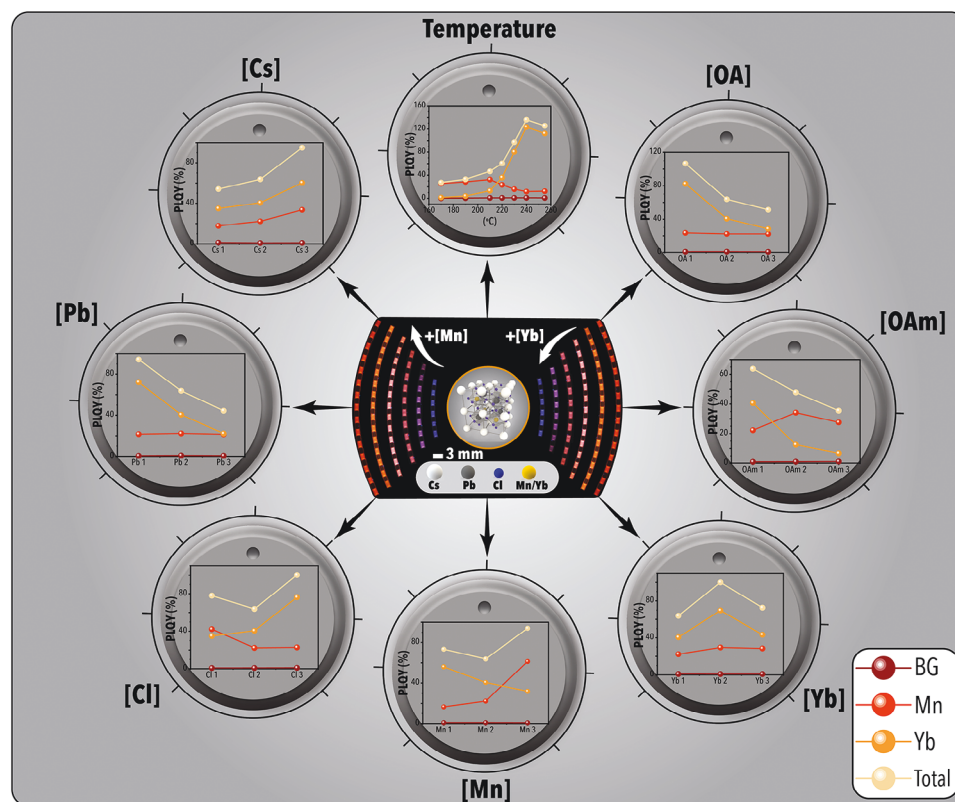 Temperature
PLQY (%)
160
120
80
40
0
160 180 200 220 240 260
(°C)
[Cs]
PLQY (%)
80
40
Cs 1 Cs 2 Cs 3
[OA]
PLQY (%)
120
80
40
0
OA 1 OA 2 OA 3
[Pb]
PLQY (%)
80
40
0
Pb 1 Pb 2 Pb 3
+[Mn] +[Yb]
3 mm
Cs Pb Cl Mn/Yb
[OAm]
PLQY (%)
60
40
20
0
OAm 1 OAm 2 OAm 3
[Cl]
PLQY (%)
80
40
0
Cl 1 Cl 2 Cl 3
[Mn]
PLQY (%)
80
40
0
Mn 1 Mn 2 Mn 3
[Yb]
PLQY (%)
80
40
0
Yb 1 Yb 2 Yb 3
BG
Mn
Yb
Total